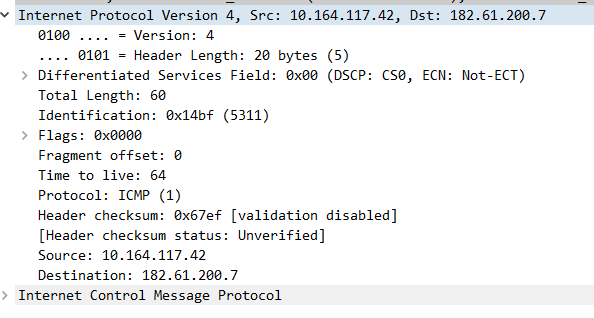 Internet Protocol Version 4, Src: 10.164.117.42, Dst: 182.61.200.7
0100 .... = Version: 4
.... 0101 = Header Length: 20 bytes (5)
Differentiated Services Field: 0x00 (DSCP: CS0, ECN: Not-ECT)
Total Length: 60
Identification: 0x14bf (5311)
Flags: 0x0000
Fragment offset: 0
Time to live: 64
Protocol: ICMP (1)
Header checksum: 0x67ef [validation disabled]
[Header checksum status: Unverified]
Source: 10.164.117.42
Destination: 182.61.200.7
Internet Control Message Protocol